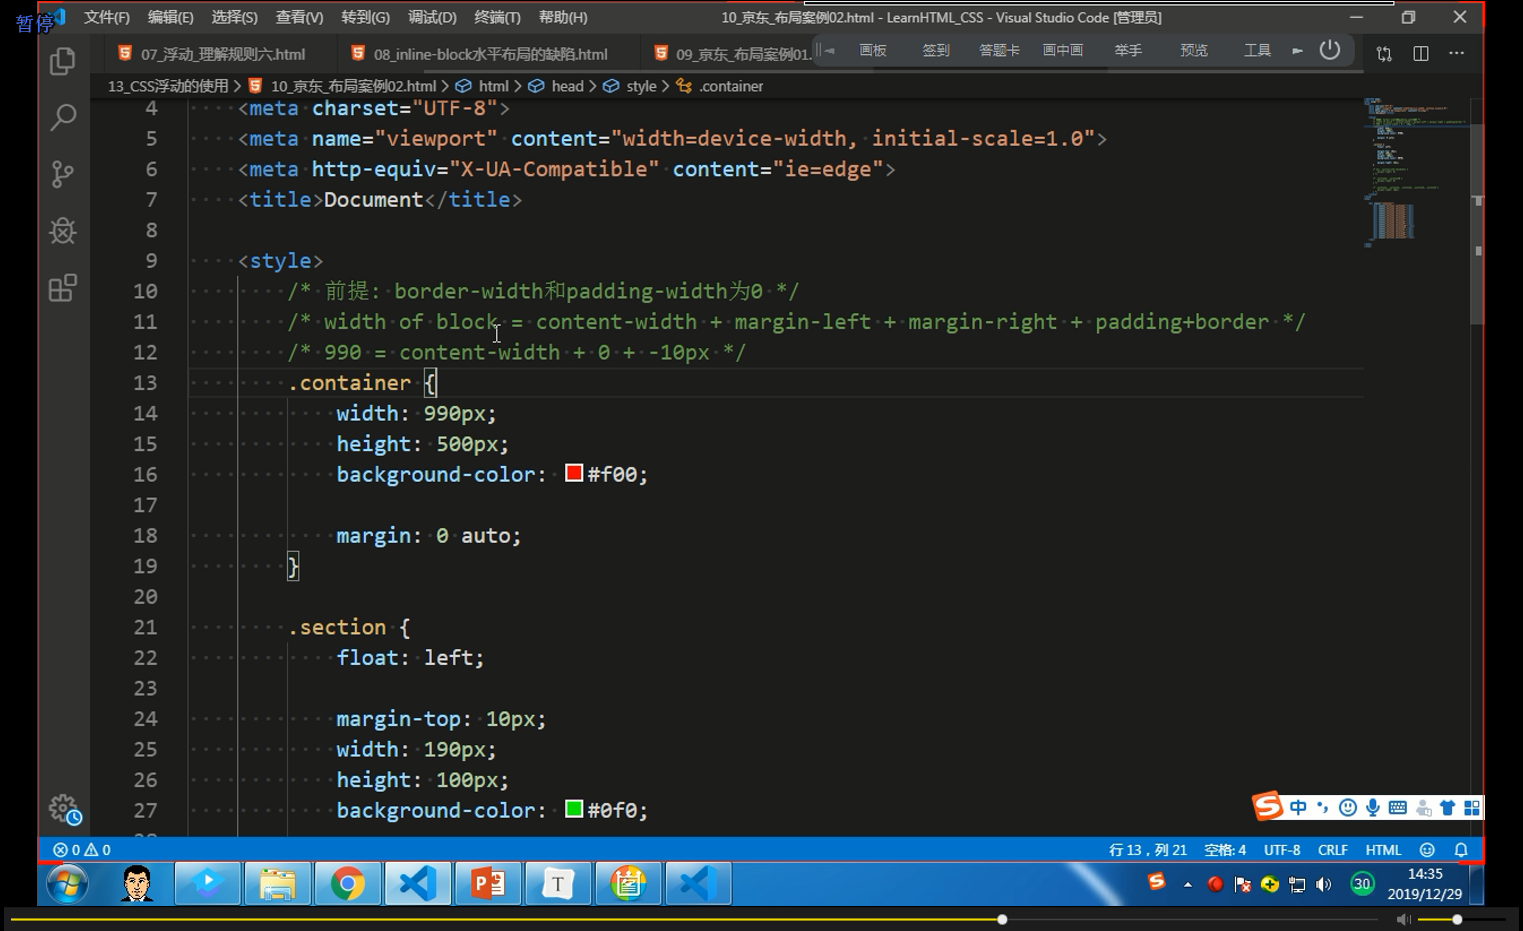 暂停
文件(F) 编辑(E) 选择(S) 查看(V) 转到(G) 调试(D) 终端(T) 帮助(H) 10_京东_布局案例02.html - LearnHTML_CSS - Visual Studio Code [管理员]
07_浮动_理解规则六.html 08_inline-block水平布局的缺陷.html 09_京东_布局案例01. 画板 签到 答题卡 画中画 举手 预览 工具
13_CSS浮动的使用 > 10_京东_布局案例02.html > html > head > style > .container
4 <meta charset="UTF-8">
5 <meta name="viewport" content="width=device-width, initial-scale=1.0">
6 <meta http-equiv="X-UA-Compatible" content="ie=edge">
7 <title>Document</title>
8
9 <style>
10 /* 前提: border-width和padding-width为0 */
11 /* width of block = content-width + margin-left + margin-right + padding+border */
12 /* 990 = content-width + 0 + -10px */
13 .container {
14 width: 990px;
15 height: 500px;
16 background-color: #f00;
17
18 margin: 0 auto;
19 }
20
21 .section {
22 float: left;
23
24 margin-top: 10px;
25 width: 190px;
26 height: 100px;
27 background-color: #0f0;
中
0 0 行 13，列 21 空格: 4 UTF-8 CRLF HTML
30 14:35
2019/12/29